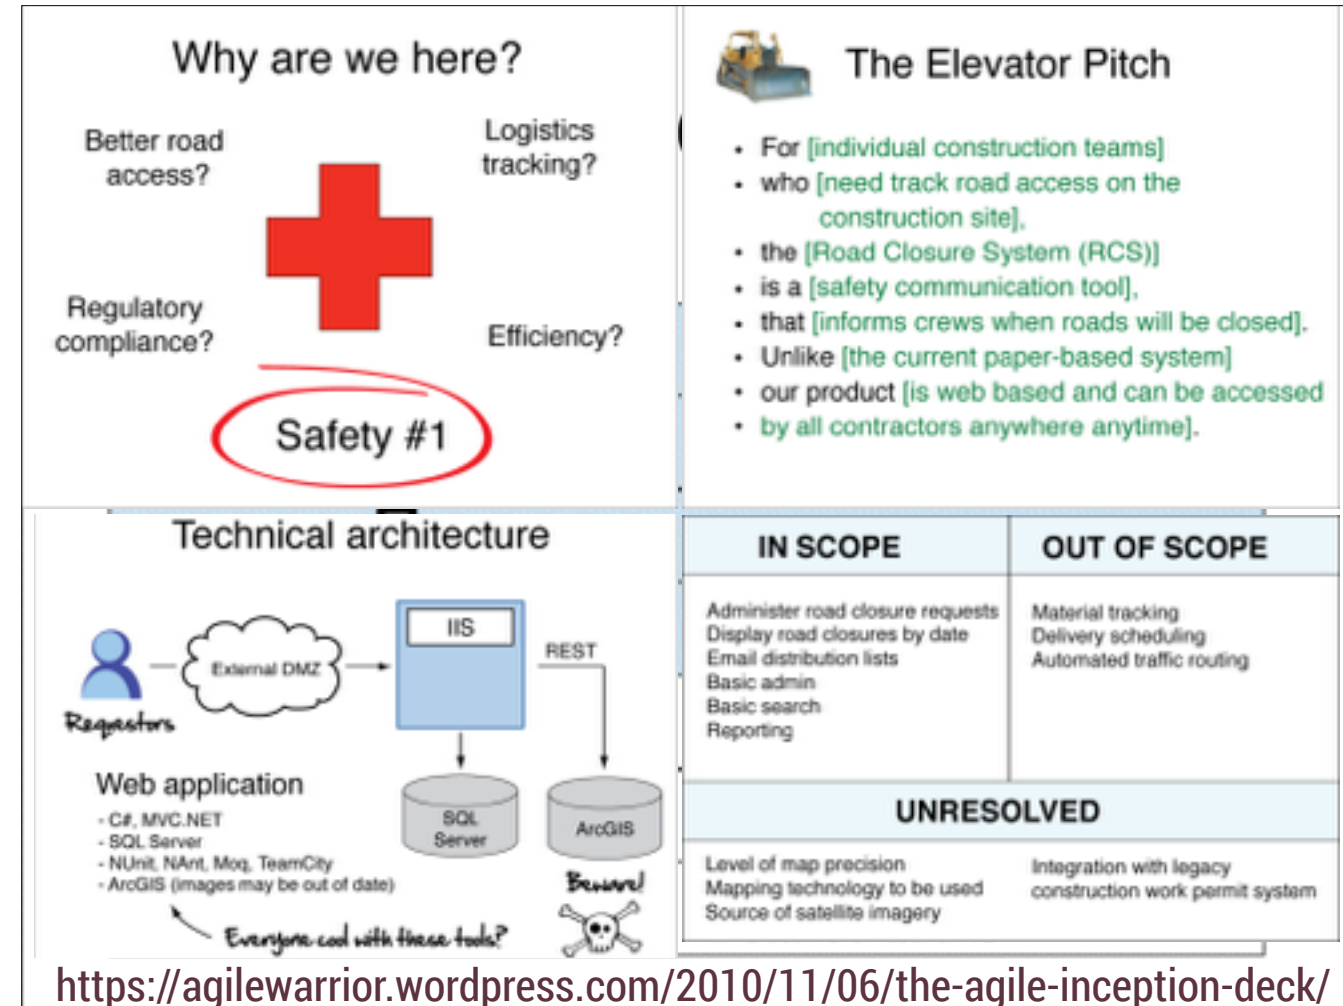 Why are we here?
Better road
access?
Logistics
tracking?
Regulatory
compliance?
Efficiency?
Safety #1
The Elevator Pitch
• For [individual construction teams]
• who [need track road access on the
construction site],
• the [Road Closure System (RCS)]
• is a [safety communication tool],
• that [informs crews when roads will be closed].
• Unlike [the current paper-based system]
• our product [is web based and can be accessed
• by all contractors anywhere anytime].
Technical architecture
Requestors
External DMZ
IIS
REST
SQL
Server
ArcGIS
Beware!
Web application
- C#, MVC.NET
- SQL Server
- NUnit, NAnt, Moq, TeamCity
- ArcGIS (images may be out of date)
Everyone cool with these tools?
IN SCOPE
Administer road closure requests
Display road closures by date
Email distribution lists
Basic admin
Basic search
Reporting
OUT OF SCOPE
Material tracking
Delivery scheduling
Automated traffic routing
UNRESOLVED
Level of map precision
Mapping technology to be used
Source of satellite imagery
Integration with legacy
construction work permit system
https://agilewarrior.wordpress.com/2010/11/06/the-agile-inception-deck/